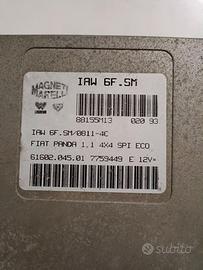 IAW 6F.SM
MAGNETI
MARELLI
88155M13 020 93
IAW 6F.SM/0811-4C
FIAT PANDA 1.1 4X4 SPI ECO
61602.045.01 7759449 E 12V=
subito